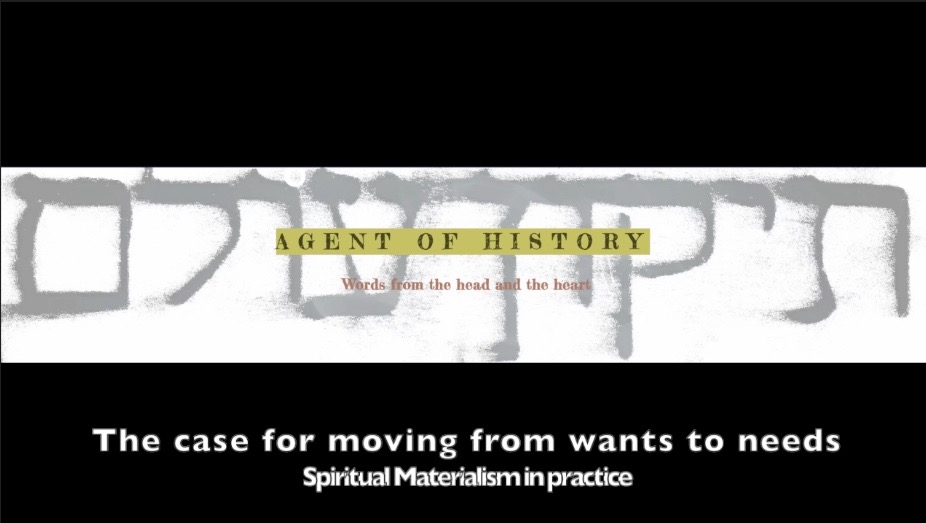 תיקון עולם
AGENT OF HISTORY
Words from the head and the heart
The case for moving from wants to needs
Spiritual Materialism in practice